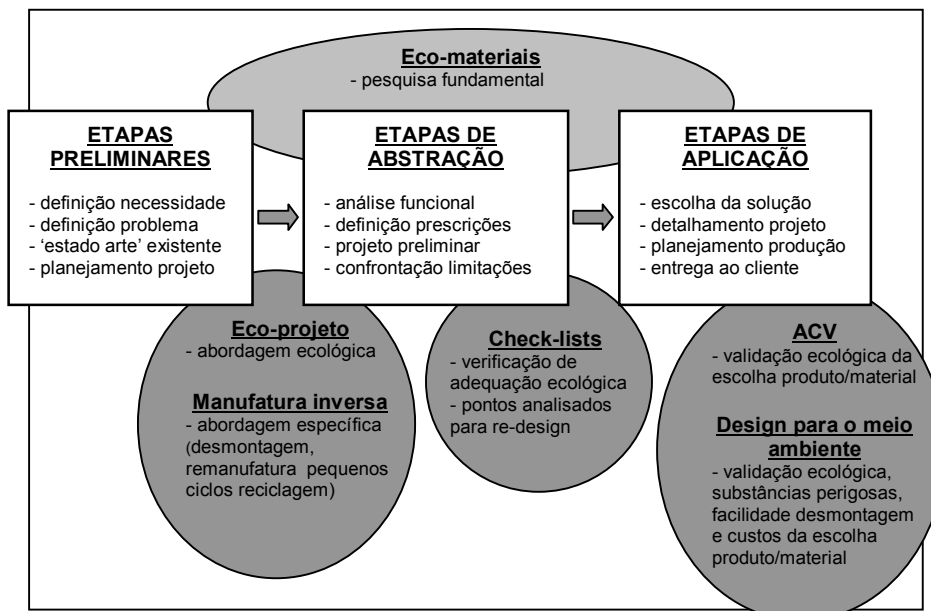 Eco-materiais
- pesquisa fundamental
ETAPAS
PRELIMINARES
- definição necessidade
- definição problema
- 'estado arte' existente
- planejamento projeto
ETAPAS DE
ABSTRAÇÃO
- análise funcional
- definição prescrições
- projeto preliminar
- confrontação limitações
ETAPAS DE
APLICAÇÃO
- escolha da solução
- detalhamento projeto
- planejamento produção
- entrega ao cliente
Eco-projeto
- abordagem ecológica
Manufatura inversa
- abordagem específica
(desmontagem,
remanufatura pequenos
ciclos reciclagem)
Check-lists
- verificação de
adequação ecológica
- pontos analisados
para re-design
ACV
- validação ecológica da
escolha produto/material
Design para o meio
ambiente
- validação ecológica,
substâncias perigosas,
facilidade desmontagem
e custos da escolha
produto/material